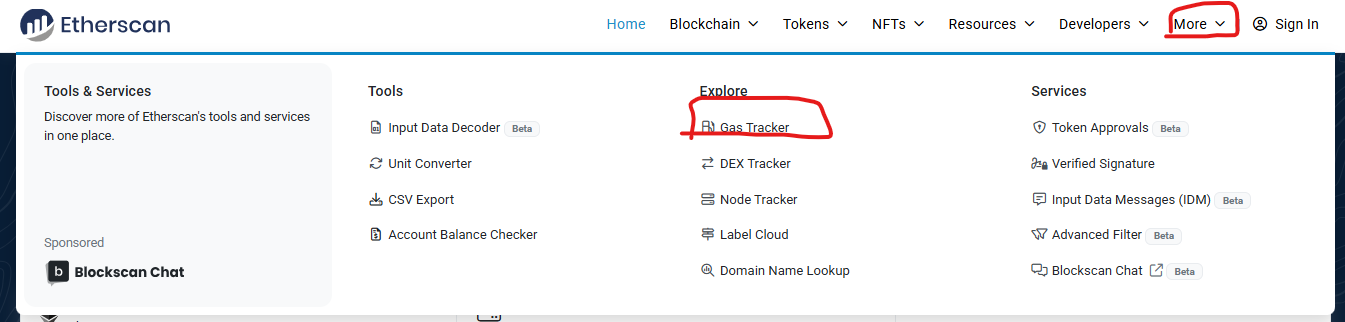 Etherscan
Home Blockchain Tokens NFTs Resources Developers More Sign In
Tools & Services
Discover more of Etherscan's tools and services
in one place.
Sponsored
b Blockscan Chat
Tools
Input Data Decoder Beta
Unit Converter
CSV Export
Account Balance Checker
Explore
Gas Tracker
DEX Tracker
Node Tracker
Label Cloud
Domain Name Lookup
Services
Token Approvals Beta
Verified Signature
Input Data Messages (IDM) Beta
Advanced Filter Beta
Blockscan Chat Beta